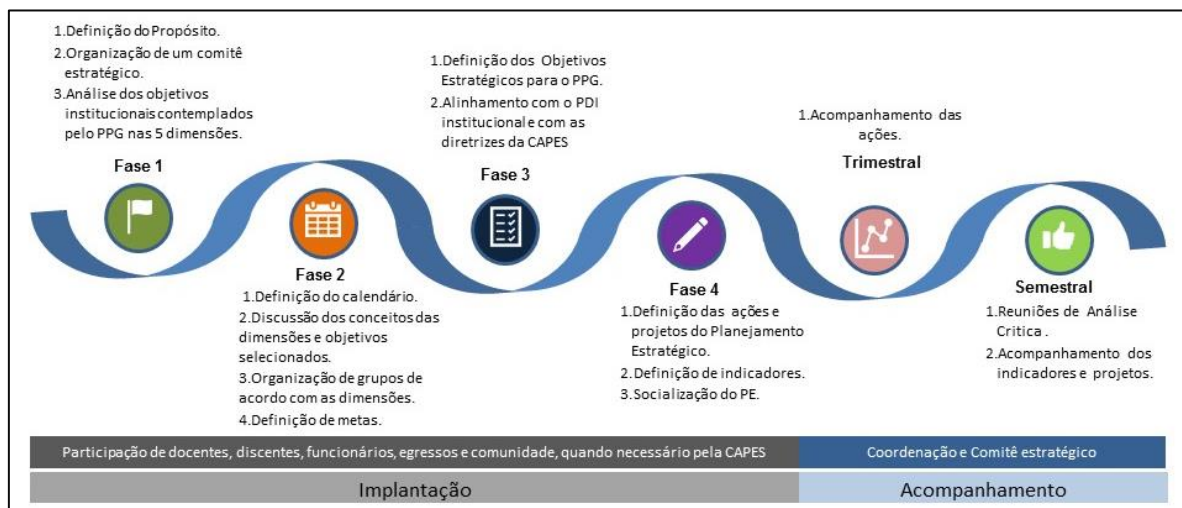 1.Definição do Propósito.
2.Organização de um comitê
estratégico.
3.Análise dos objetivos
institucionais contemplados
pelo PPG nas 5 dimensões.
Fase 1
Fase 2
1.Definição do calendário.
2.Discussão dos conceitos das
dimensões e objetivos
selecionados.
3.Organização de grupos de
acordo com as dimensões.
4.Definição de metas.
1.Definição dos Objetivos
Estratégicos para o PPG.
2.Alinhamento com o PDI
institucional e com as
diretrizes da CAPES
Fase 3
Fase 4
1.Definição das ações e
projetos do Planejamento
Estratégico.
2.Definição de indicadores.
3.Socialização do PE.
1.Acompanhamento das
ações.
Trimestral
Semestral
1.Reuniões de Análise
Critica .
2.Acompanhamento dos
indicadores e projetos.
Participação de docentes, discentes, funcionários, egressos e comunidade, quando necessário pela CAPES
Coordenação e Comitê estratégico
Implantação
Acompanhamento